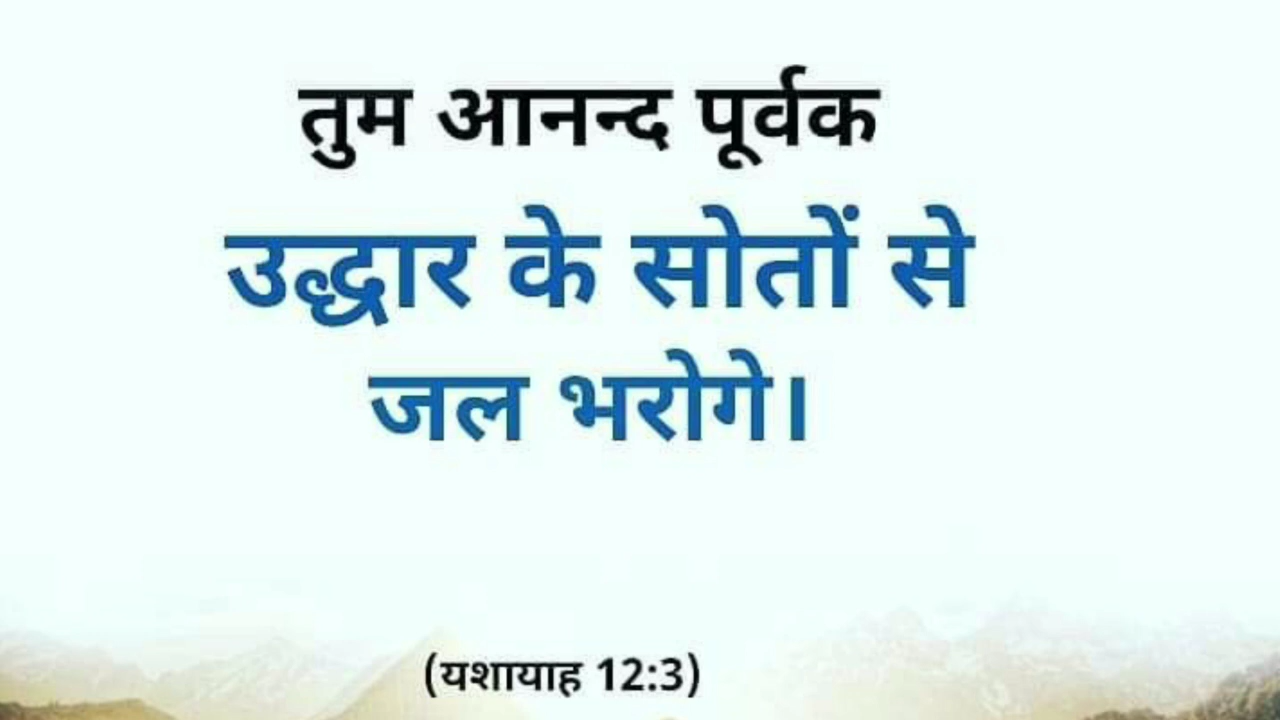 तुम आनन्द पूर्वक
उद्धार के सोतों से
जल भरोगे।
(यशायाह 12:3)